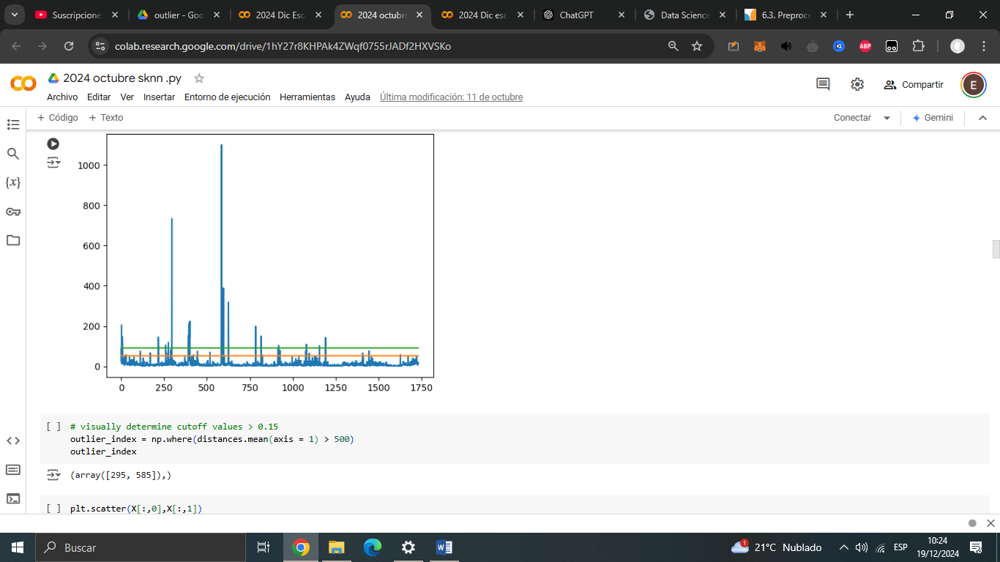 Suscripcione
outlier - Goo
2024 Dic Esc
2024 octubr
2024 Dic esc
ChatGPT
Data Science
6.3. Preproce
colab.research.google.com/drive/1hY27r8KHPAk4ZWqf0755rJADf2HXVSKo
ABP
2024 octubre sknn .py
Archivo Editar Ver Insertar Entorno de ejecución Herramientas Ayuda Última modificación: 11 de octubre
Compartir
E
+ Código + Texto
Conectar
Gemini
{x}
1000
800
600
400
200
0
0 250 500 750 1000 1250 1500 1750
[ ] # visually determine cutoff values > 0.15
outlier_index = np.where(distances.mean(axis = 1) > 500)
outlier_index
(array([295, 585]),)
[ ] plt.scatter(X[:,0],X[:,1])
Buscar
1
21°C Nublado
ESP
10:24
19/12/2024